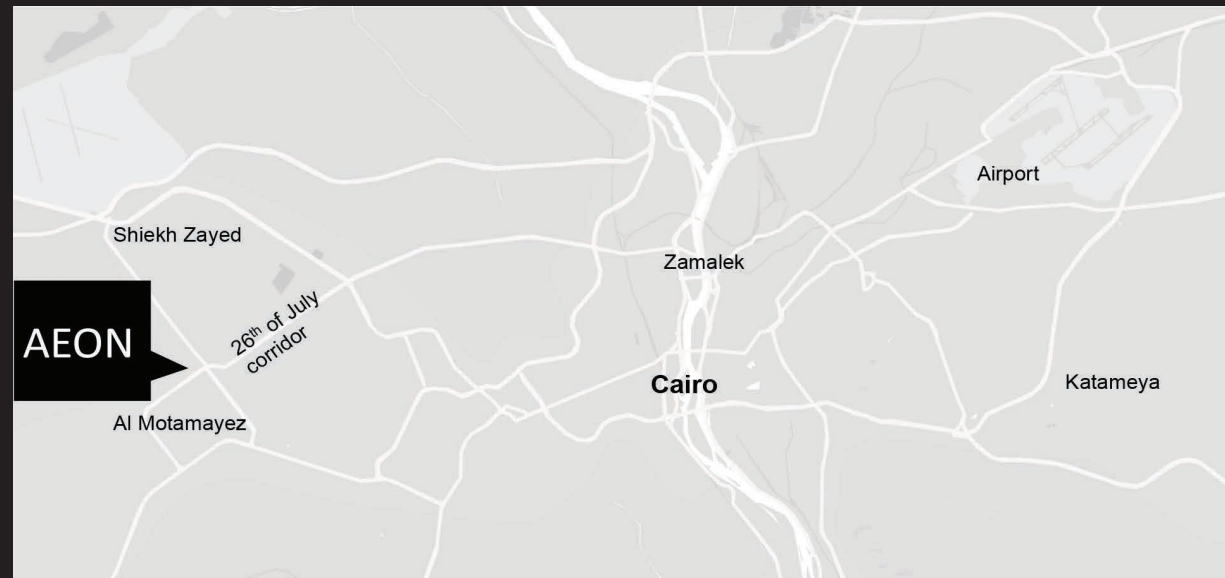 Airport
Shiekh Zayed
Zamalek
26th of July
corridor
AEON
Cairo
Katameya
Al Motamayez